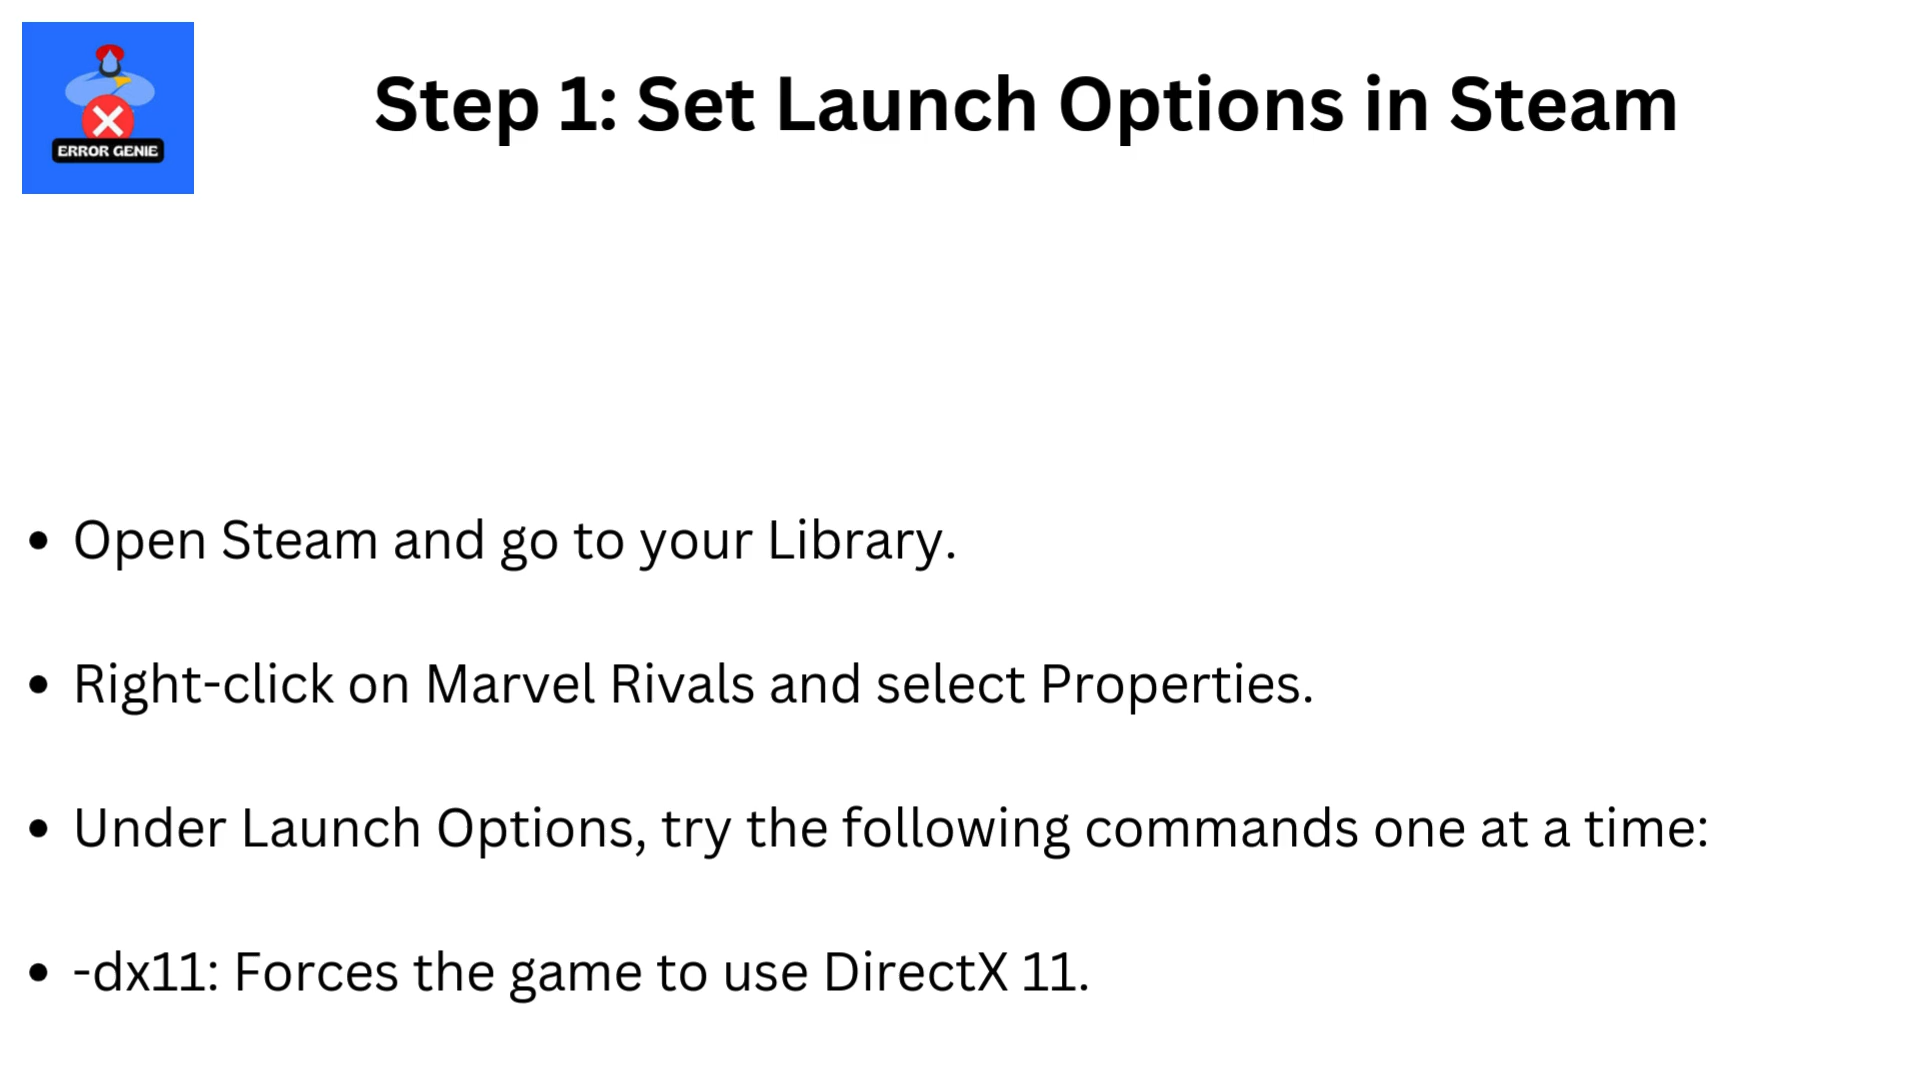 ERROR GENIE
Step 1: Set Launch Options in Steam
• Open Steam and go to your Library.
• Right-click on Marvel Rivals and select Properties.
• Under Launch Options, try the following commands one at a time:
• -dx11: Forces the game to use DirectX 11.